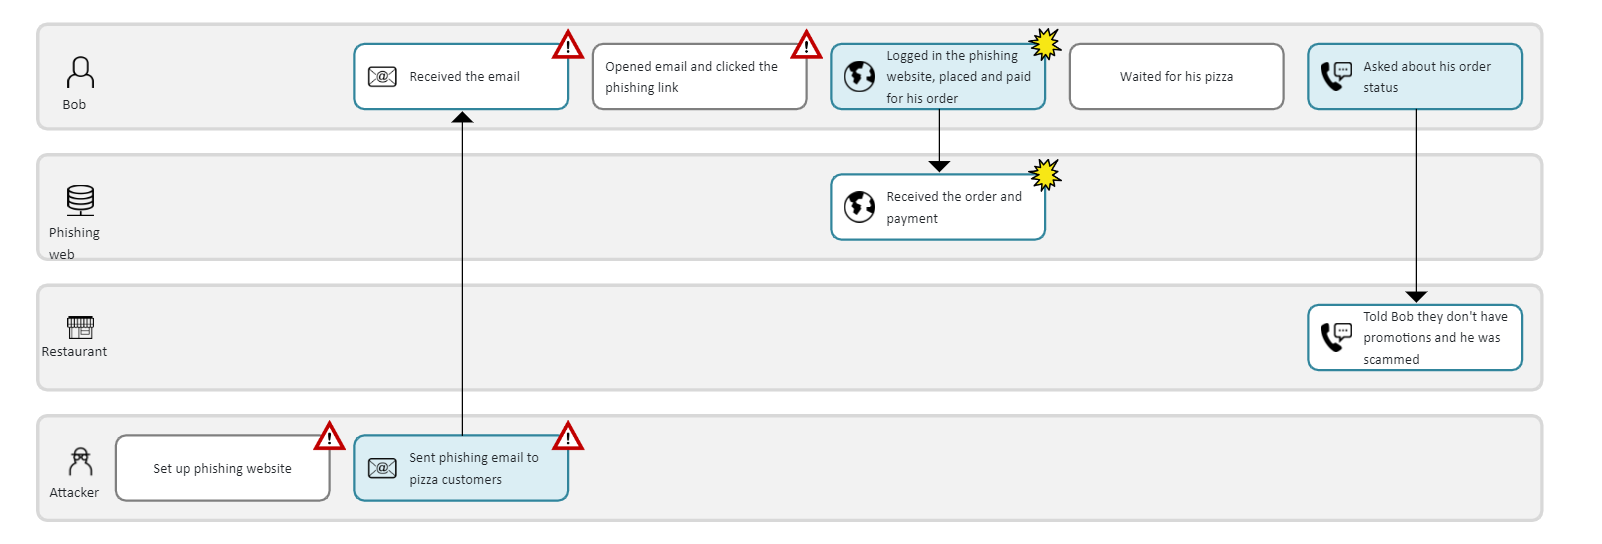 Bob
Received the email
Opened email and clicked the
phishing link
Logged in the phishing
website, placed and paid
for his order
Waited for his pizza
Asked about his order
status
Phishing
web
Received the order and
payment
Restaurant
Told Bob they don't have
promotions and he was
scammed
Attacker
Set up phishing website
Sent phishing email to
pizza customers